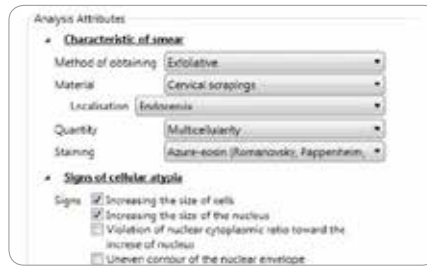 Analysis Attributes
Characteristic of smear
Method of obtaining Exfoliative
Material Cervical scrapings
Localisation Endocervix
Quantity Multicellularity
Staining Azure-eosin (Romanovsky, Pappenheim,
Signs of cellular atypia
Signs Increasing the size of cells
Increasing the size of the nucleus
Violation of nuclear cytoplasmic ratio toward the
increse of nucleus
Uneven contour of the nuclear envelope